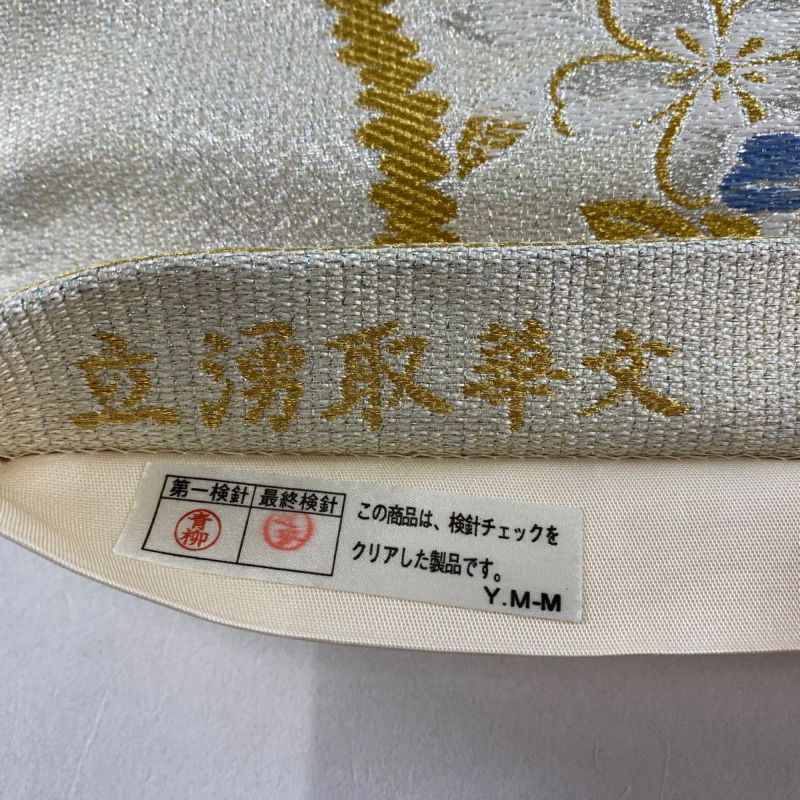 立湧取華文
第一検針 最終検針
青柳
この商品は、検針チェックを
クリアした製品です。
Y.M-M